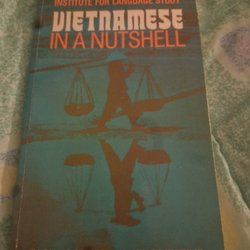 INSTITUTE FOR LANGUAGE STUDY
VIETNAMESE
IN A NUTSHELL